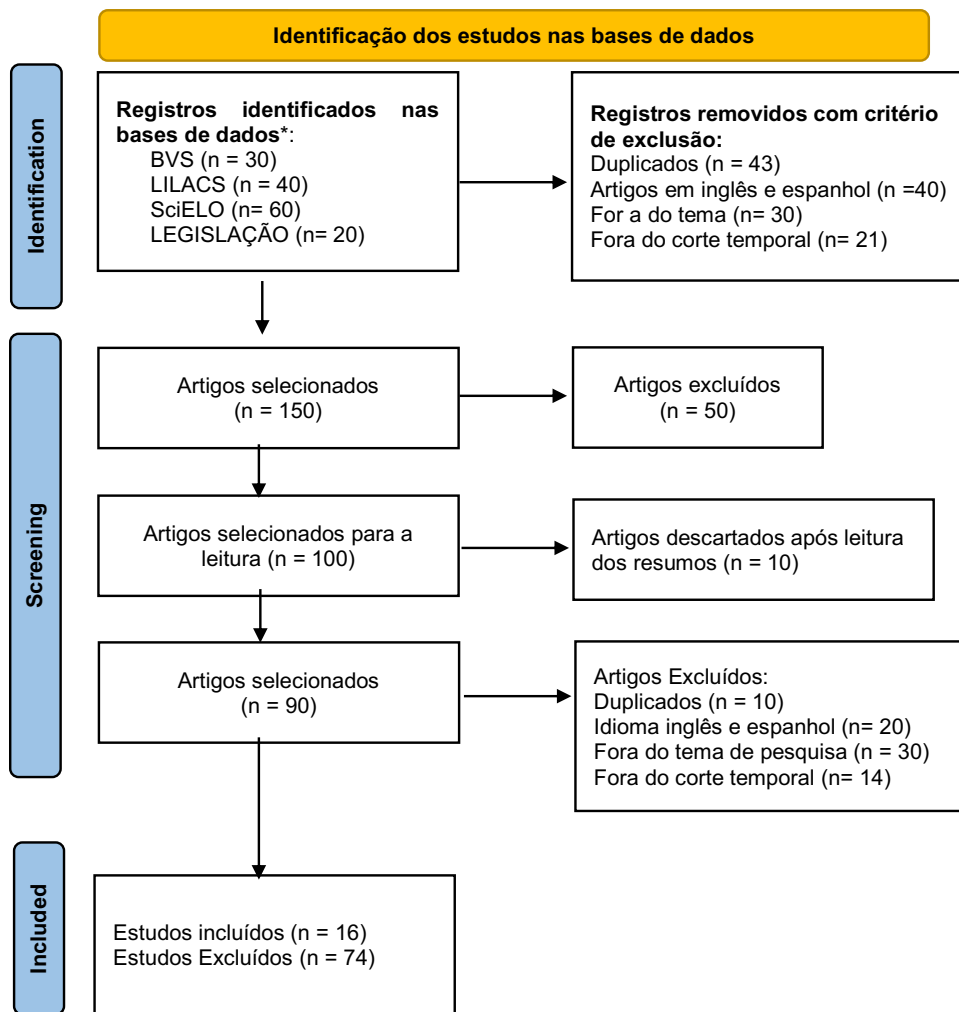 Identificação dos estudos nas bases de dados
Identification
Registros identificados nas
bases de dados*:
BVS (n = 30)
LILACS (n = 40)
SciELO (n= 60)
LEGISLAÇÃO (n= 20)
Registros removidos com critério
de exclusão:
Duplicados (n = 43)
Artigos em inglês e espanhol (n =40)
For a do tema (n= 30)
Fora do corte temporal (n= 21)
Screening
Artigos selecionados
(n = 150)
Artigos excluídos
(n = 50)
Artigos selecionados para a
leitura (n = 100)
Artigos descartados após leitura
dos resumos (n = 10)
Artigos selecionados
(n = 90)
Artigos Excluídos:
Duplicados (n = 10)
Idioma inglês e espanhol (n= 20)
Fora do tema de pesquisa (n = 30)
Fora do corte temporal (n= 14)
Included
Estudos incluídos (n = 16)
Estudos Excluídos (n = 74)